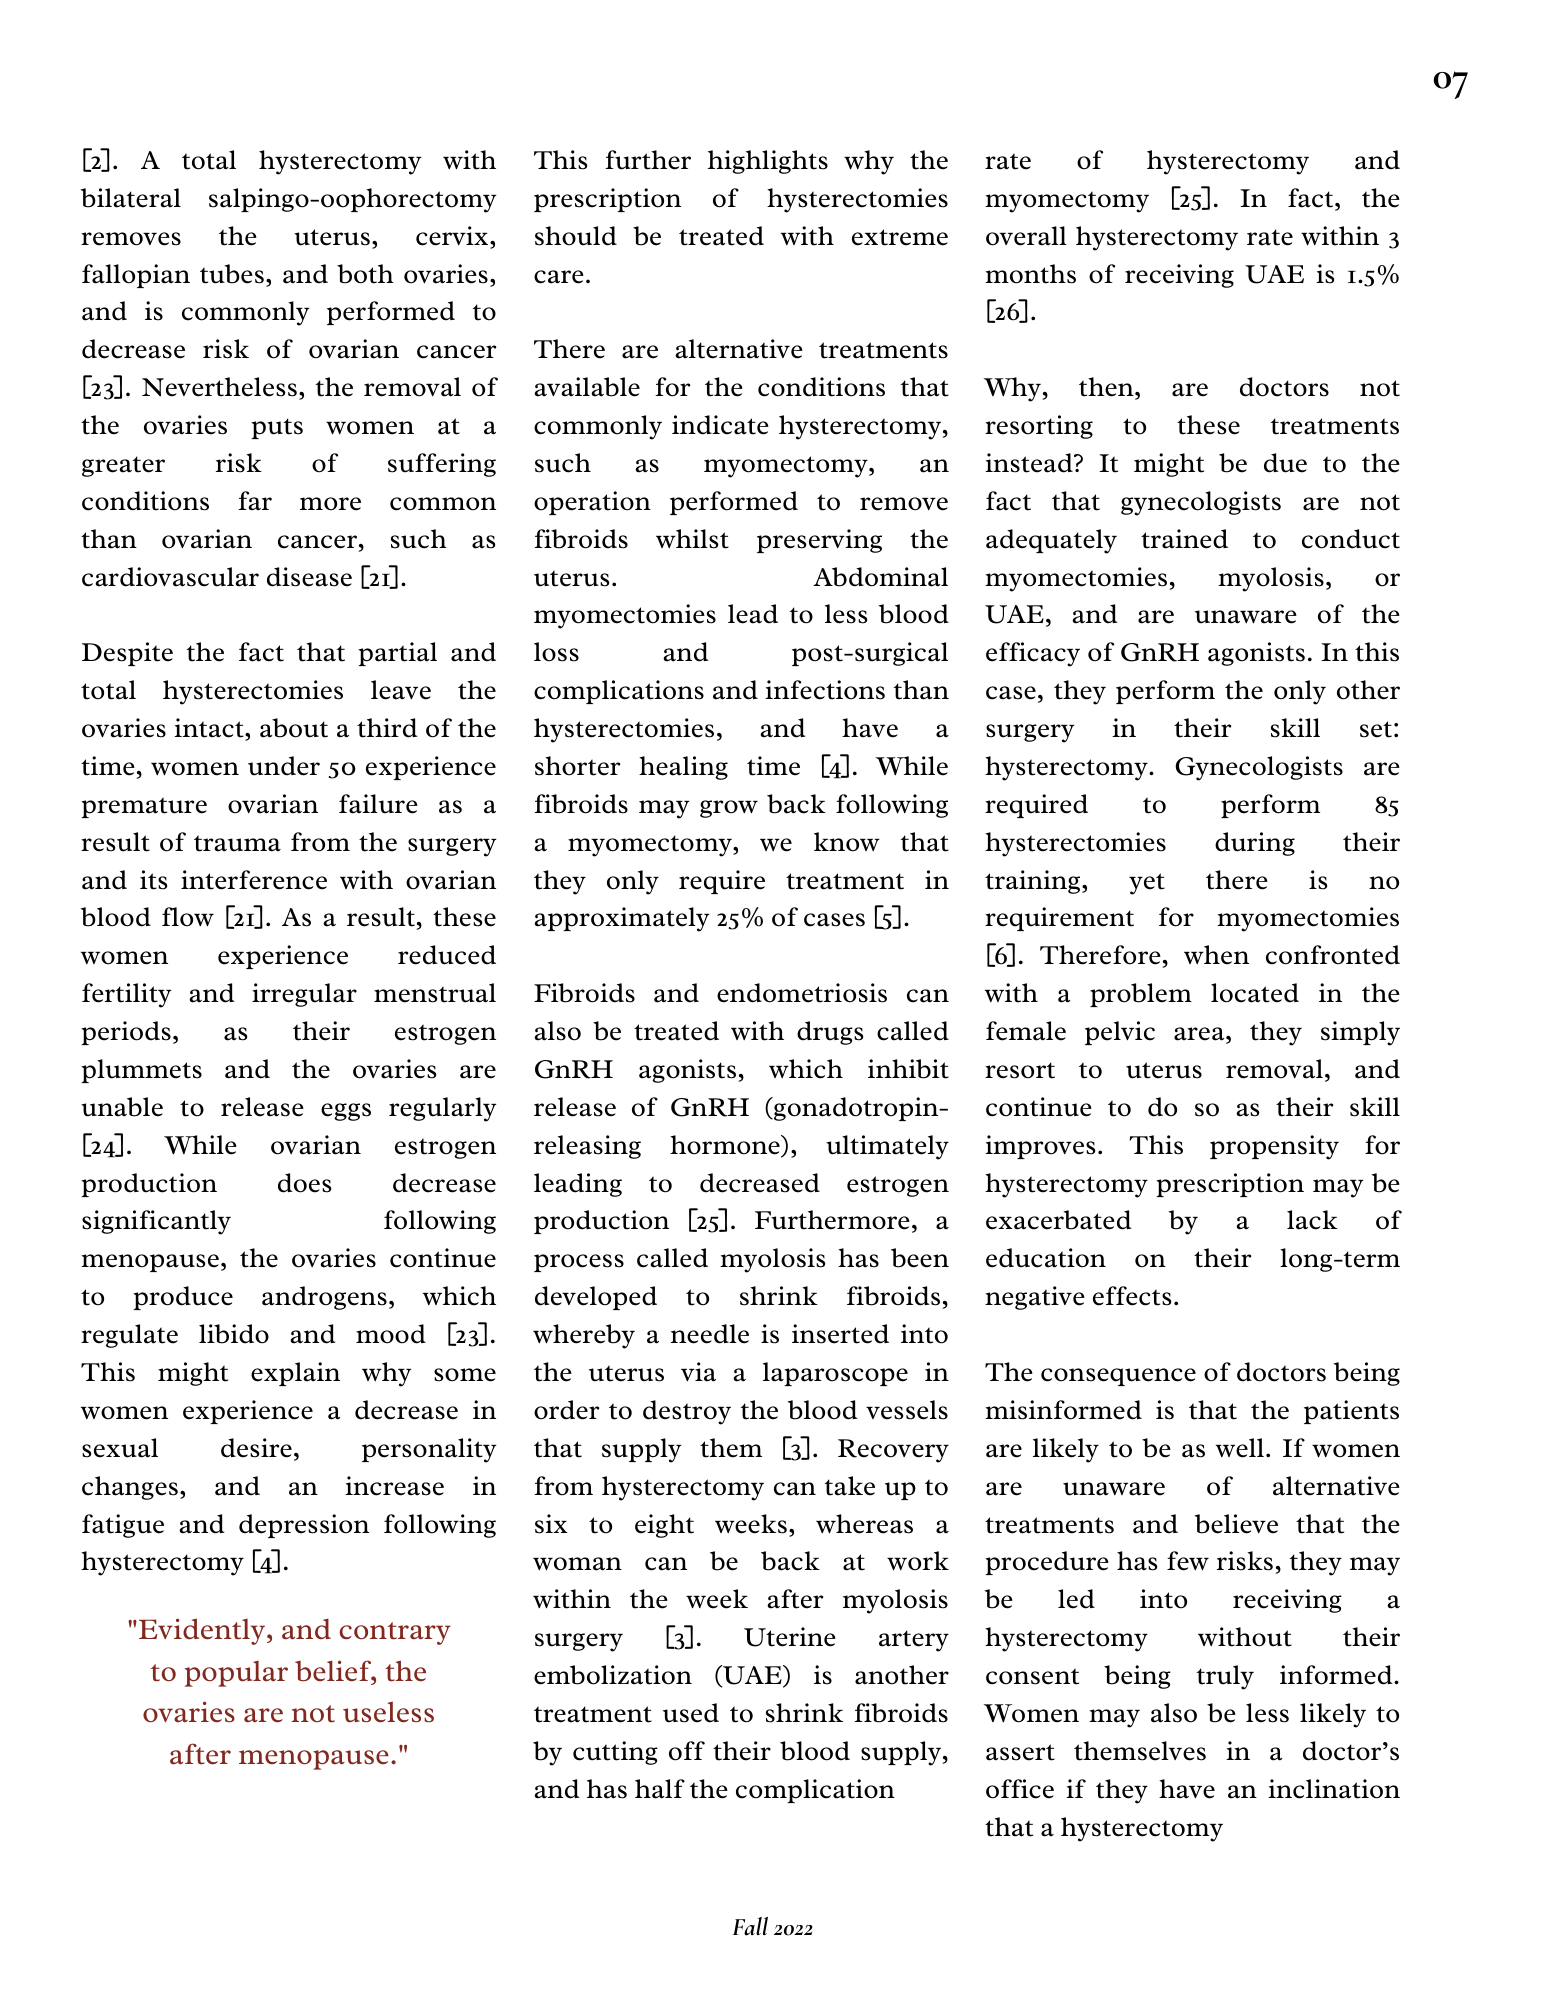 07
[2]. A total hysterectomy with
bilateral salpingo-oophorectomy
removes the uterus, cervix,
fallopian tubes, and both ovaries,
and is commonly performed to
decrease risk of ovarian cancer
[23]. Nevertheless, the removal of
the ovaries puts women at a
greater risk of suffering
conditions far more common
than ovarian cancer, such as
cardiovascular disease [21].
Despite the fact that partial and
total hysterectomies leave the
ovaries intact, about a third of the
time, women under 50 experience
premature ovarian failure as a
result of trauma from the surgery
and its interference with ovarian
blood flow [21]. As a result, these
women experience reduced
fertility and irregular menstrual
periods, as their estrogen
plummets and the ovaries are
unable to release eggs regularly
[24]. While ovarian estrogen
production does decrease
significantly following
menopause, the ovaries continue
to produce androgens, which
regulate libido and mood [23].
This might explain why some
women experience a decrease in
sexual desire, personality
changes, and an increase in
fatigue and depression following
hysterectomy [4].
"Evidently, and contrary
to popular belief, the
ovaries are not useless
after menopause."
This further highlights why the
prescription of hysterectomies
should be treated with extreme
care.
There are alternative treatments
available for the conditions that
commonly indicate hysterectomy,
such as myomectomy, an
operation performed to remove
fibroids whilst preserving the
uterus. Abdominal
myomectomies lead to less blood
loss and post-surgical
complications and infections than
hysterectomies, and have a
shorter healing time [4]. While
fibroids may grow back following
a myomectomy, we know that
they only require treatment in
approximately 25% of cases [5].
Fibroids and endometriosis can
also be treated with drugs called
GnRH agonists, which inhibit
release of GnRH (gonadotropin-
releasing hormone), ultimately
leading to decreased estrogen
production [25]. Furthermore, a
process called myolosis has been
developed to shrink fibroids,
whereby a needle is inserted into
the uterus via a laparoscope in
order to destroy the blood vessels
that supply them [3]. Recovery
from hysterectomy can take up to
six to eight weeks, whereas a
woman can be back at work
within the week after myolosis
surgery [3]. Uterine artery
embolization (UAE) is another
treatment used to shrink fibroids
by cutting off their blood supply,
and has half the complication
rate of hysterectomy and
myomectomy [25]. In fact, the
overall hysterectomy rate within 3
months of receiving UAE is 1.5%
[26].
Why, then, are doctors not
resorting to these treatments
instead? It might be due to the
fact that gynecologists are not
adequately trained to conduct
myomectomies, myolosis, or
UAE, and are unaware of the
efficacy of GnRH agonists. In this
case, they perform the only other
surgery in their skill set:
hysterectomy. Gynecologists are
required to perform 85
hysterectomies during their
training, yet there is no
requirement for myomectomies
[6]. Therefore, when confronted
with a problem located in the
female pelvic area, they simply
resort to uterus removal, and
continue to do so as their skill
improves. This propensity for
hysterectomy prescription may be
exacerbated by a lack of
education on their long-term
negative effects.
The consequence of doctors being
misinformed is that the patients
are likely to be as well. If women
are unaware of alternative
treatments and believe that the
procedure has few risks, they may
be led into receiving a
hysterectomy without their
consent being truly informed.
Women may also be less likely to
assert themselves in a doctor's
office if they have an inclination
that a hysterectomy
Fall 2022